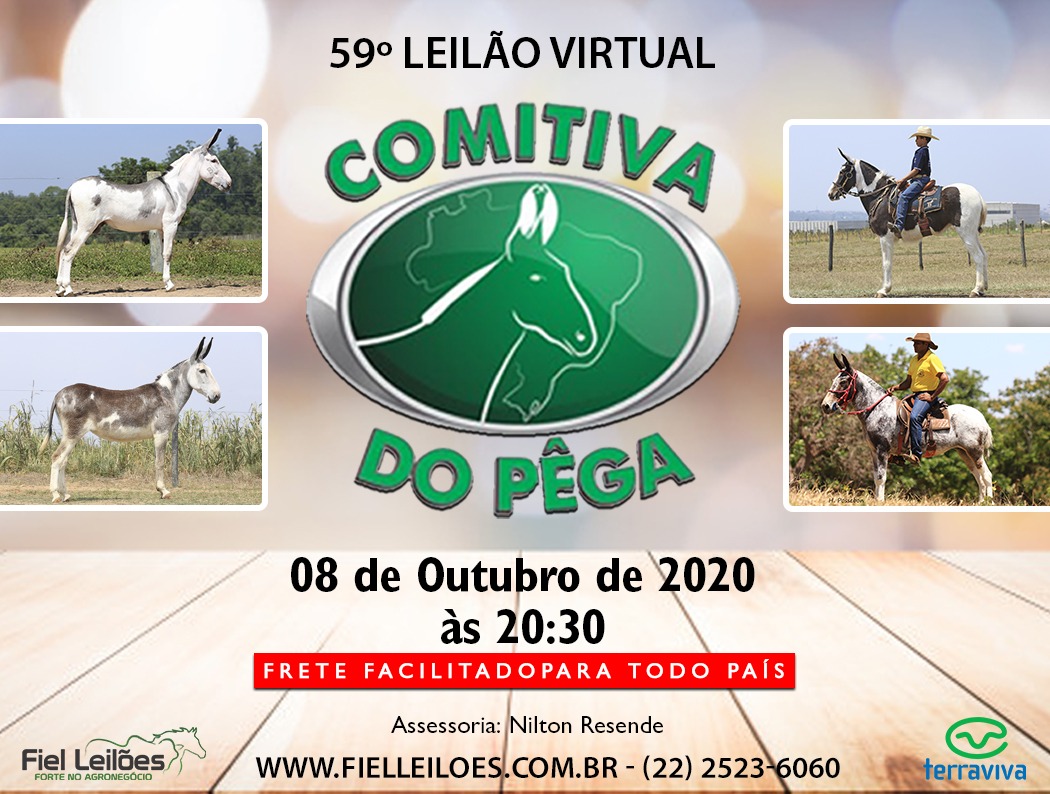 59º LEILÃO VIRTUAL
COMITIVA
DO PÊGA
08 de Outubro de 2020
às 20:30
FRETE FACILITADOPARA TODO PAÍS
Assessoria: Nilton Resende
WWW.FIELLEILOES.COM.BR - (22) 2523-6060
Fiel Leilões
FORTE NO AGRONEGÓCIO
terraviva
H. Possebon